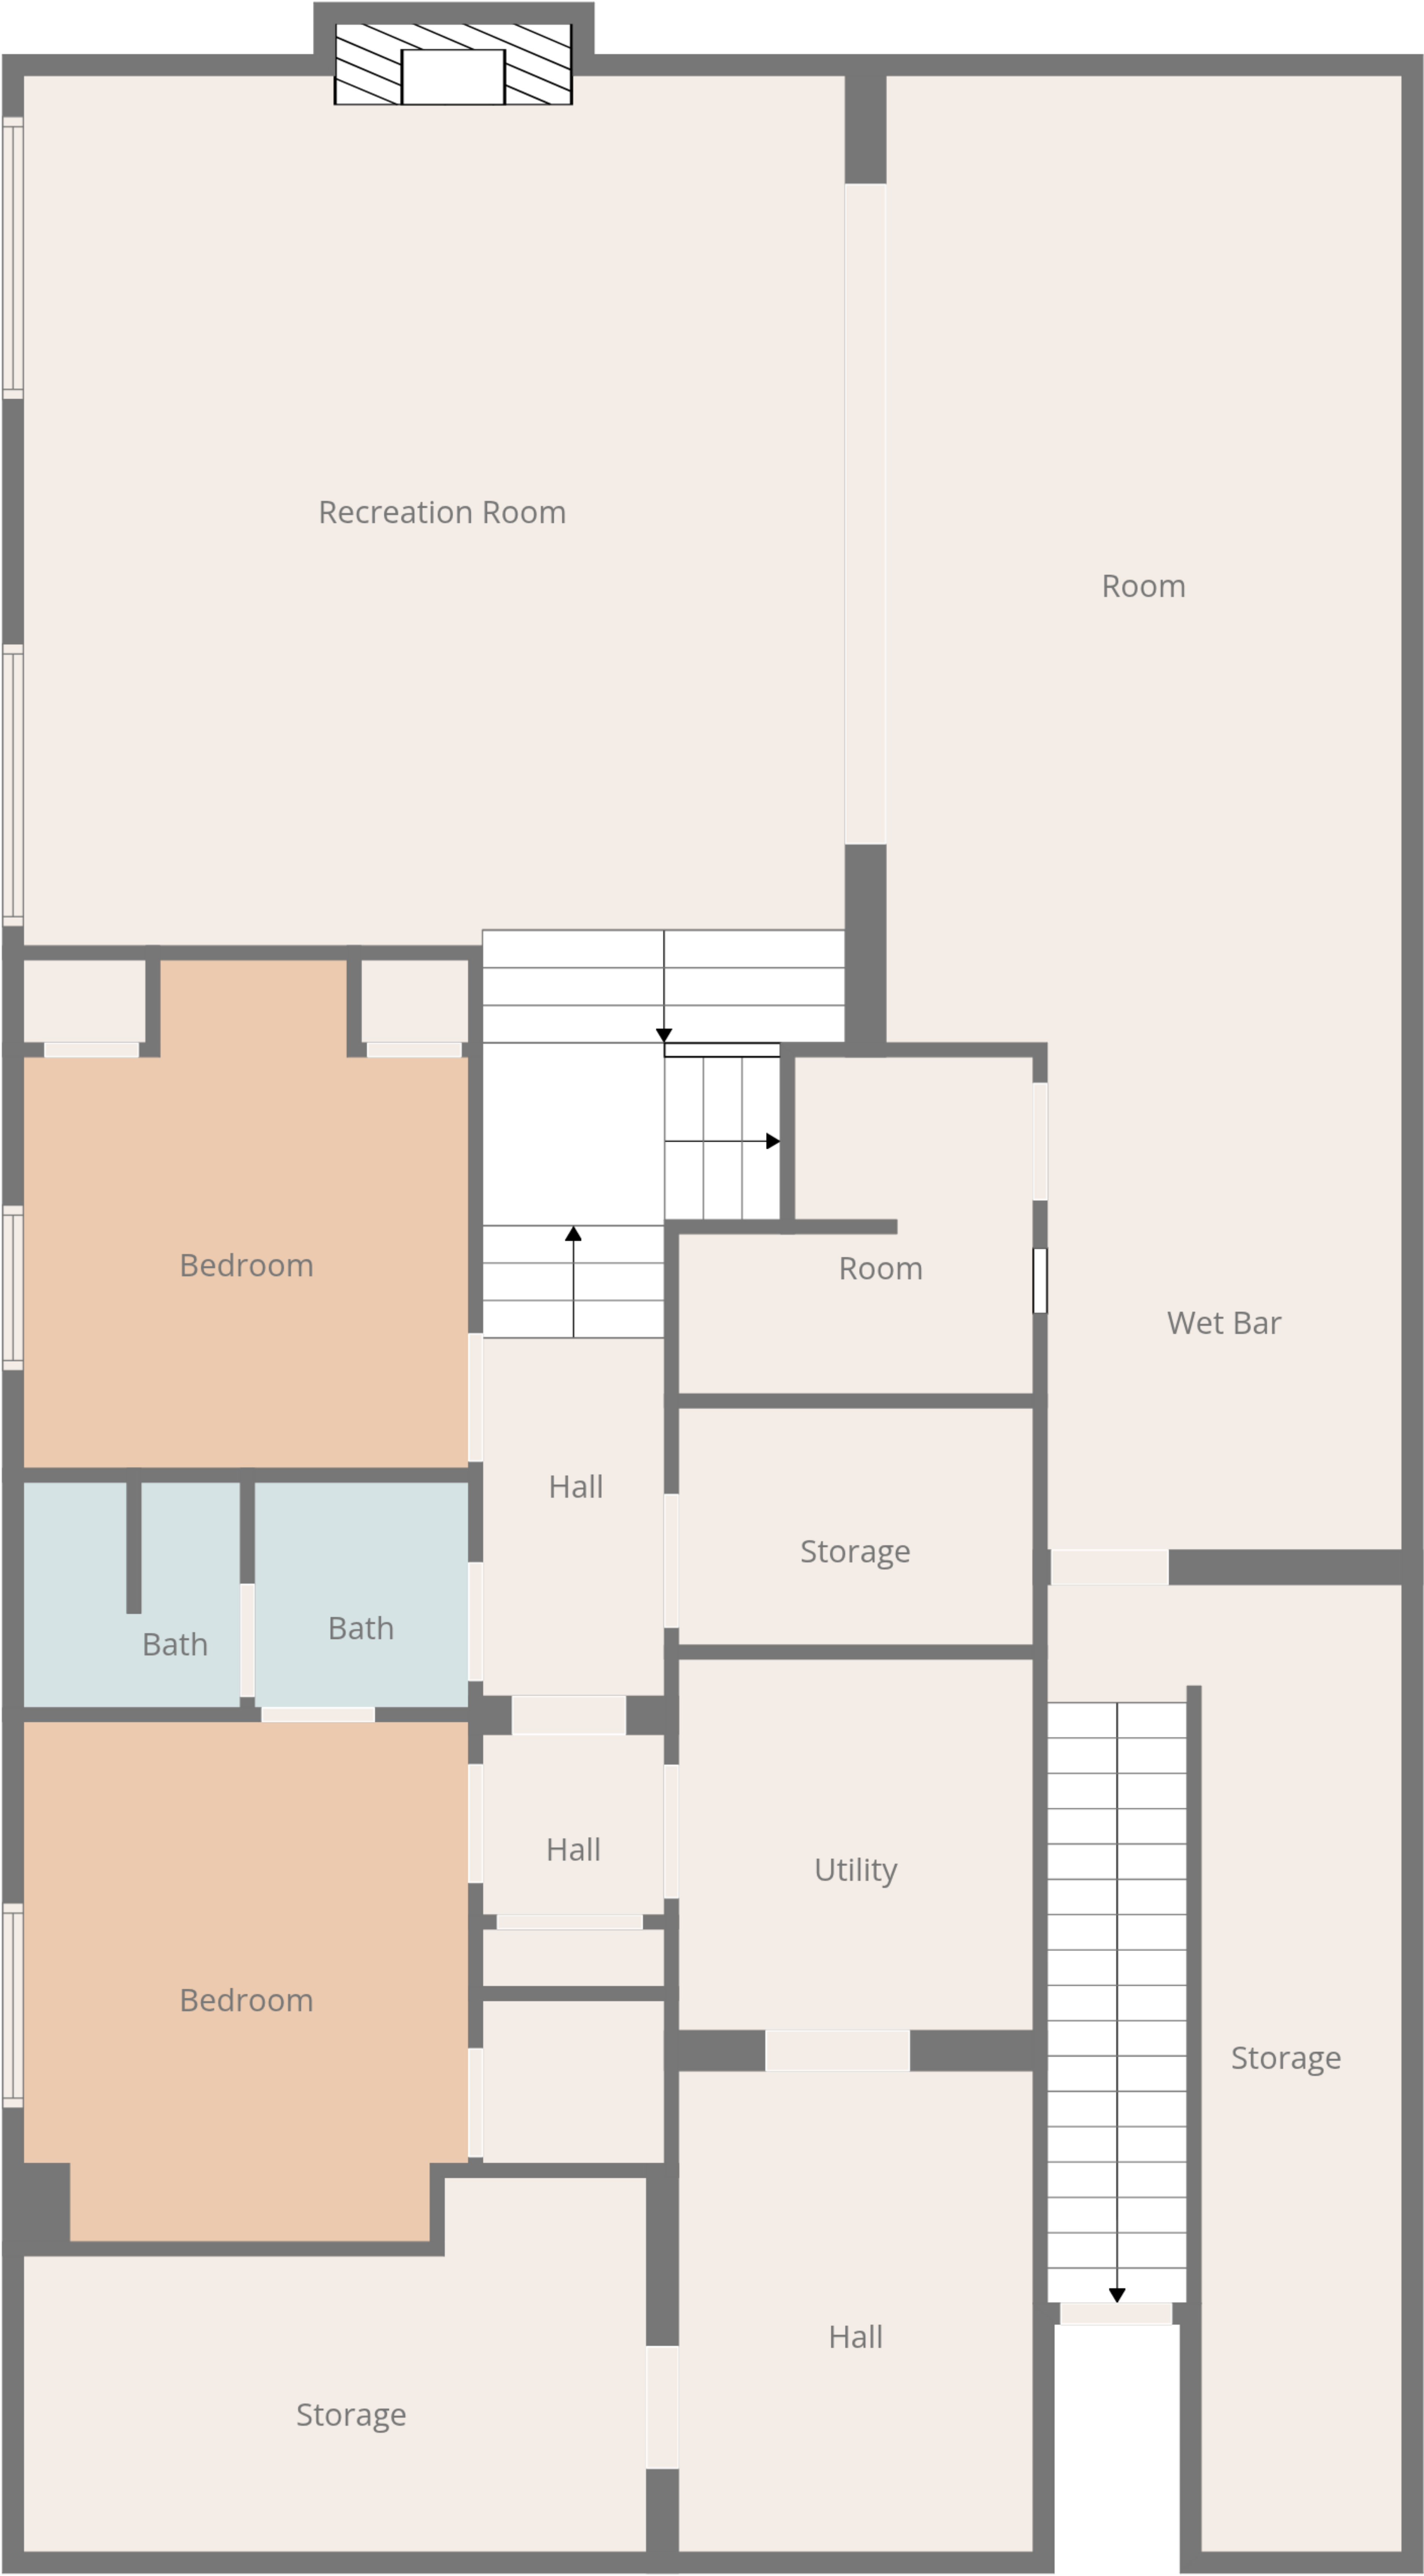 Recreation Room
Room
Bedroom
Room
Wet Bar
Hall
Storage
Bath
Bath
Hall
Utility
Bedroom
Storage
Hall
Storage